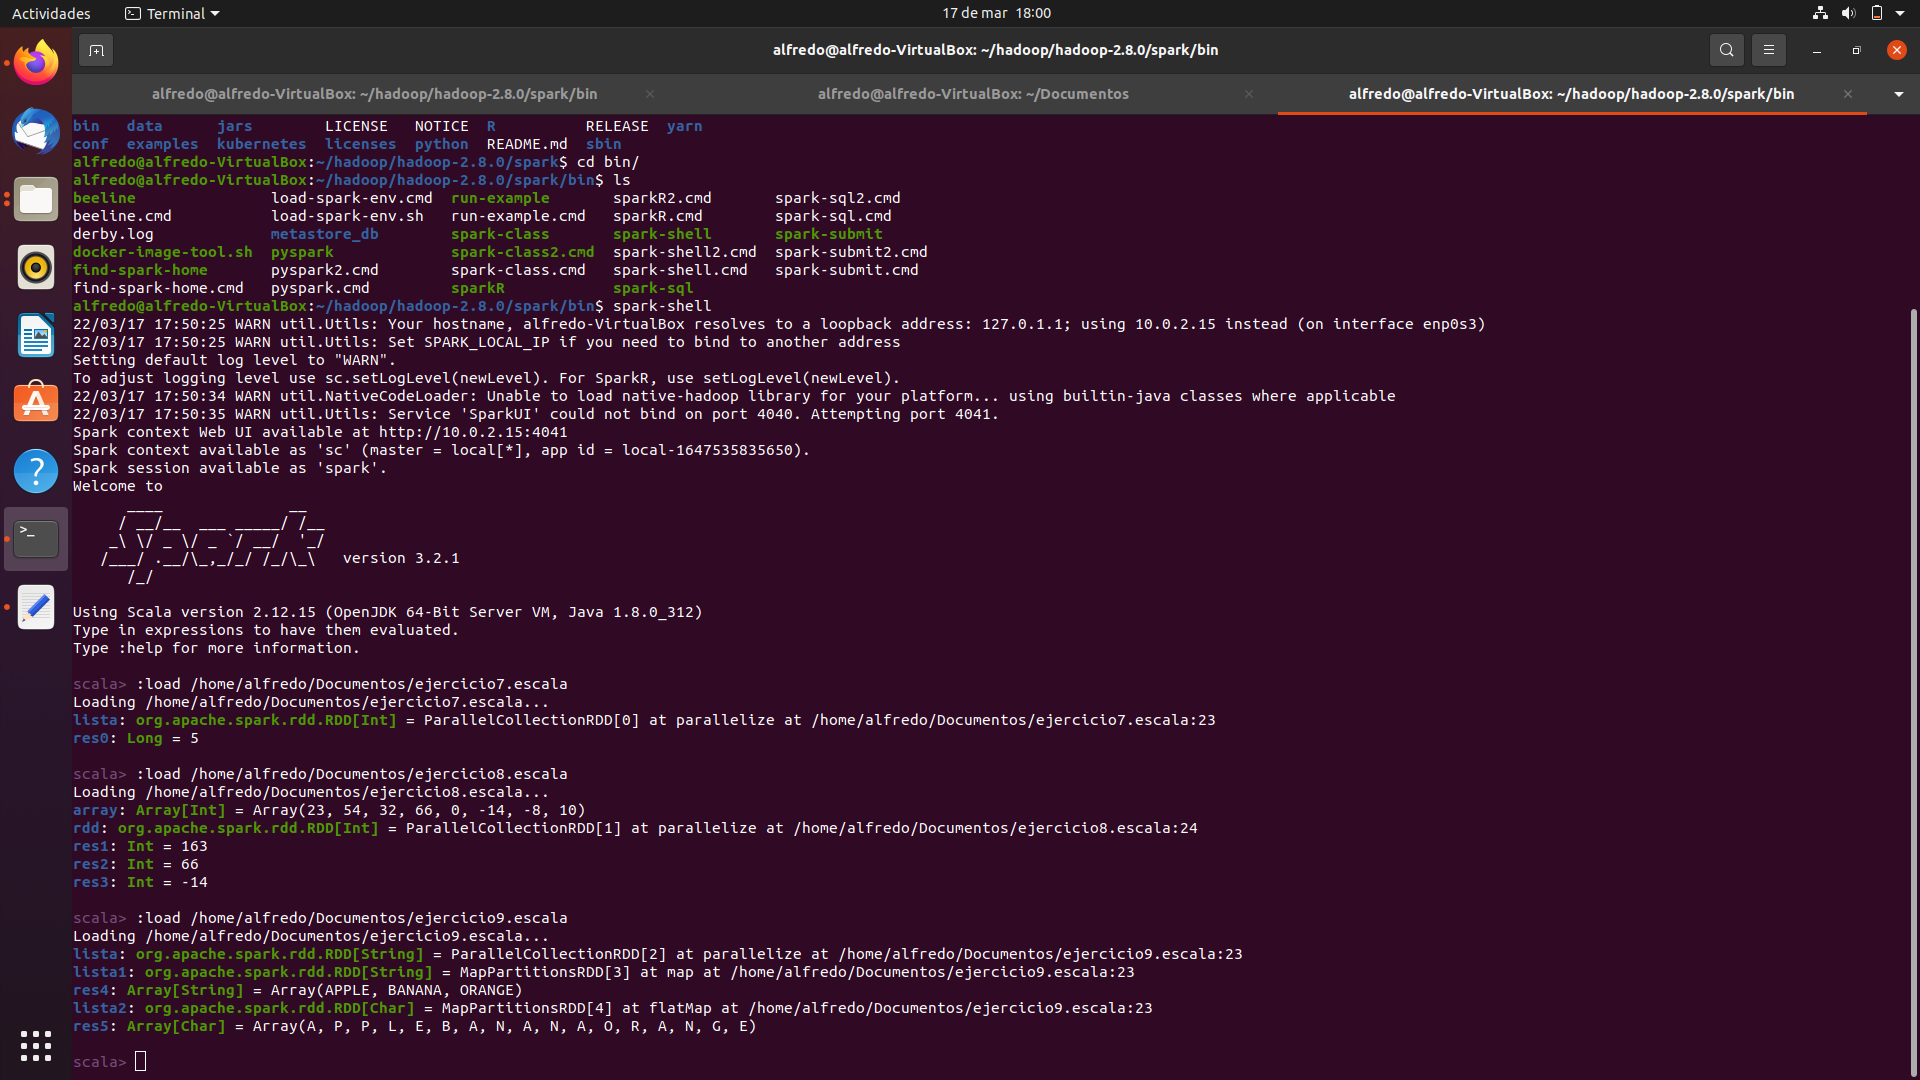 Actividades Terminal 17 de mar 18:00
alfredo@alfredo-VirtualBox: ~/hadoop/hadoop-2.8.0/spark/bin
alfredo@alfredo-VirtualBox: ~/hadoop/hadoop-2.8.0/spark/bin alfredo@alfredo-VirtualBox: ~/Documentos alfredo@alfredo-VirtualBox: ~/hadoop/hadoop-2.8.0/spark/bin
bin   data      jars        LICENSE   NOTICE  R          RELEASE  yarn
conf  examples  kubernetes  licenses  python  README.md  sbin
alfredo@alfredo-VirtualBox:~/hadoop/hadoop-2.8.0/spark$ cd bin/
alfredo@alfredo-VirtualBox:~/hadoop/hadoop-2.8.0/spark/bin$ ls
beeline               load-spark-env.cmd  run-example       sparkR2.cmd       spark-sql2.cmd
beeline.cmd           load-spark-env.sh   run-example.cmd   sparkR.cmd        spark-sql.cmd
derby.log             metastore_db        spark-class       spark-shell       spark-submit
docker-image-tool.sh  pyspark             spark-class2.cmd  spark-shell2.cmd  spark-submit2.cmd
find-spark-home       pyspark2.cmd        spark-class.cmd   spark-shell.cmd   spark-submit.cmd
find-spark-home.cmd   pyspark.cmd         sparkR            spark-sql
alfredo@alfredo-VirtualBox:~/hadoop/hadoop-2.8.0/spark/bin$ spark-shell
22/03/17 17:50:25 WARN util.Utils: Your hostname, alfredo-VirtualBox resolves to a loopback address: 127.0.1.1; using 10.0.2.15 instead (on interface enp0s3)
22/03/17 17:50:25 WARN util.Utils: Set SPARK_LOCAL_IP if you need to bind to another address
Setting default log level to "WARN".
To adjust logging level use sc.setLogLevel(newLevel). For SparkR, use setLogLevel(newLevel).
22/03/17 17:50:34 WARN util.NativeCodeLoader: Unable to load native-hadoop library for your platform... using builtin-java classes where applicable
22/03/17 17:50:35 WARN util.Utils: Service 'SparkUI' could not bind on port 4040. Attempting port 4041.
Spark context Web UI available at http://10.0.2.15:4041
Spark context available as 'sc' (master = local[*], app id = local-1647535835650).
Spark session available as 'spark'.
Welcome to
      ____              __
     / __/__  ___ _____/ /__
    _\ \/ _ \/ _ `/ __/  '_/
   /___/ .__/\_,_/_/ /_/\_\   version 3.2.1
      /_/
Using Scala version 2.12.15 (OpenJDK 64-Bit Server VM, Java 1.8.0_312)
Type in expressions to have them evaluated.
Type :help for more information.
scala> :load /home/alfredo/Documentos/ejercicio7.escala
Loading /home/alfredo/Documentos/ejercicio7.escala...
lista: org.apache.spark.rdd.RDD[Int] = ParallelCollectionRDD[0] at parallelize at /home/alfredo/Documentos/ejercicio7.escala:23
res0: Long = 5
scala> :load /home/alfredo/Documentos/ejercicio8.escala
Loading /home/alfredo/Documentos/ejercicio8.escala...
array: Array[Int] = Array(23, 54, 32, 66, 0, -14, -8, 10)
rdd: org.apache.spark.rdd.RDD[Int] = ParallelCollectionRDD[1] at parallelize at /home/alfredo/Documentos/ejercicio8.escala:24
res1: Int = 163
res2: Int = 66
res3: Int = -14
scala> :load /home/alfredo/Documentos/ejercicio9.escala
Loading /home/alfredo/Documentos/ejercicio9.escala...
lista: org.apache.spark.rdd.RDD[String] = ParallelCollectionRDD[2] at parallelize at /home/alfredo/Documentos/ejercicio9.escala:23
lista1: org.apache.spark.rdd.RDD[String] = MapPartitionsRDD[3] at map at /home/alfredo/Documentos/ejercicio9.escala:23
res4: Array[String] = Array(APPLE, BANANA, ORANGE)
lista2: org.apache.spark.rdd.RDD[Char] = MapPartitionsRDD[4] at flatMap at /home/alfredo/Documentos/ejercicio9.escala:23
res5: Array[Char] = Array(A, P, P, L, E, B, A, N, A, N, A, O, R, A, N, G, E)
scala>